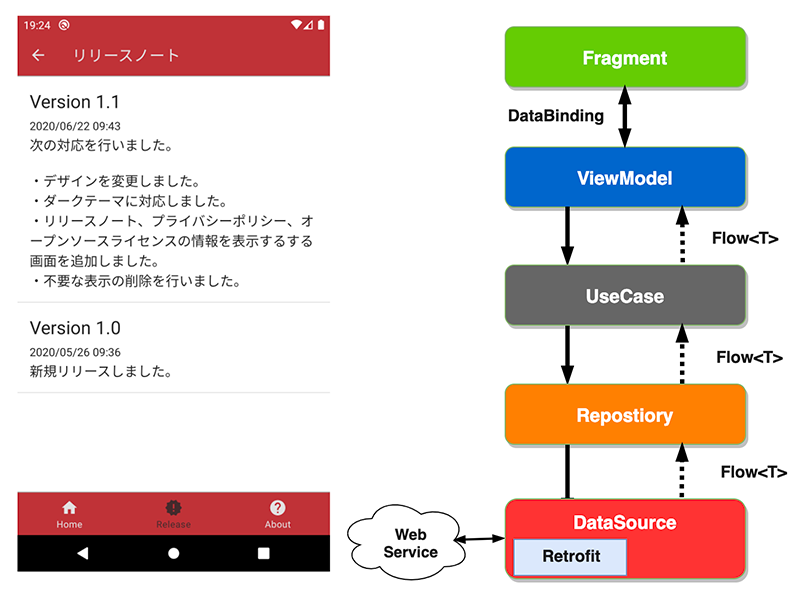 19:24
リリースノート
Version 1.1
2020/06/22 09:43
次の対応を行いました。
・デザインを変更しました。
・ダークテーマに対応しました。
・リリースノート、プライバシーポリシー、オ
ープンソースライセンスの情報を表示するする
画面を追加しました。
・不要な表示の削除を行いました。
Version 1.0
2020/05/26 09:36
新規リリースしました。
Home
Release
About
Fragment
DataBinding
ViewModel
Flow<T>
UseCase
Flow<T>
Repostiory
Flow<T>
DataSource
Retrofit
Web
Service